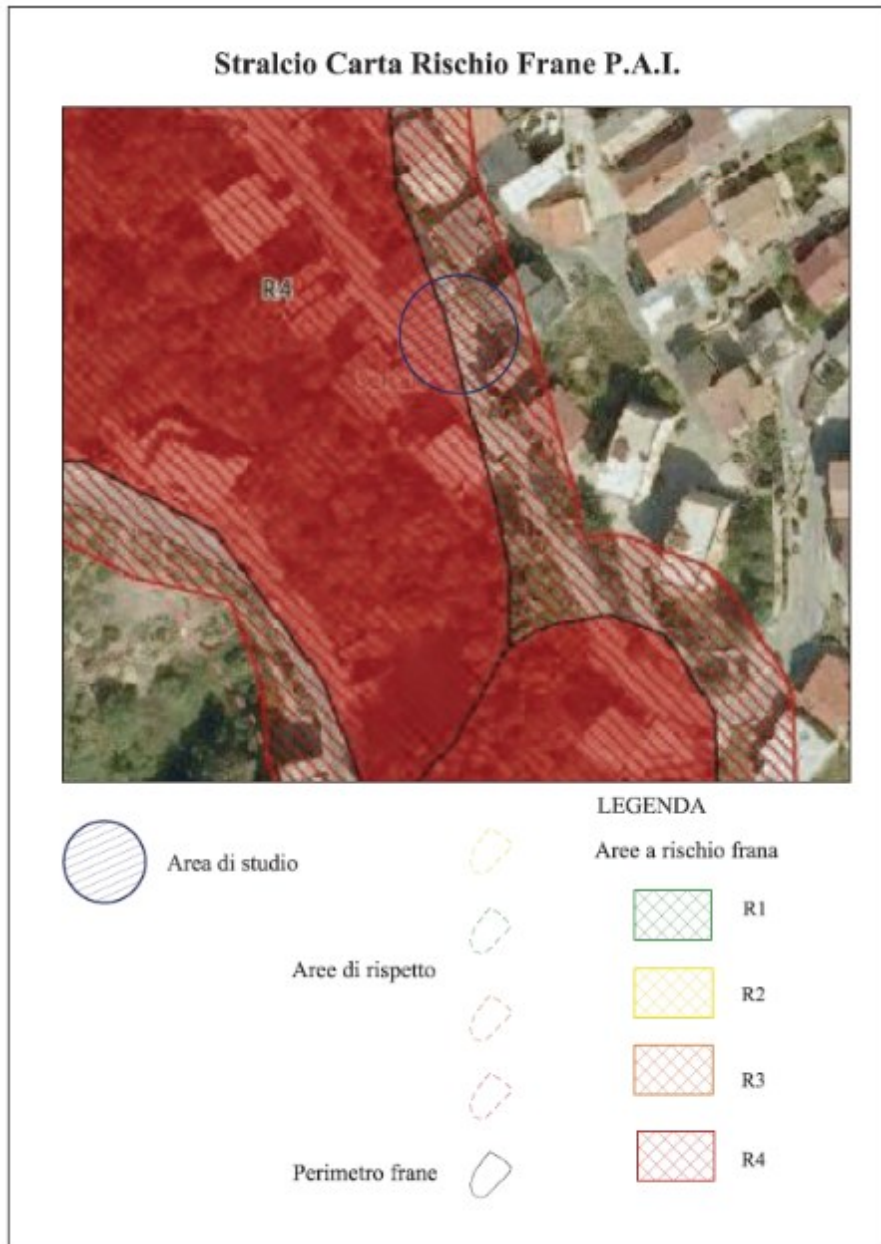 Stralcio Carta Rischio Frane P.A.I.
R4
LEGENDA
Area di studio
Aree a rischio frana
R1
Aree di rispetto
R2
R3
Perimetro frane
R4